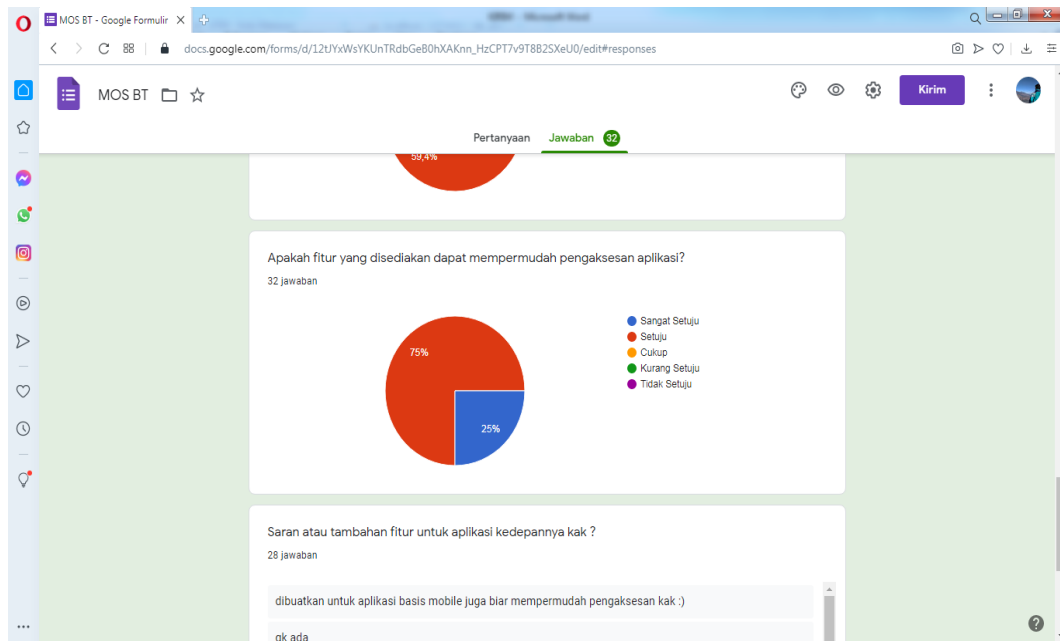 MOS BT - Google Formulir
docs.google.com/forms/d/12tJYxWsYKUnTRdbGeB0hXAKnn_HzCPT7v9T8B2SXeU0/edit#responses
MOS BT
Kirim
Pertanyaan
Jawaban 32
59,4%
Apakah fitur yang disediakan dapat mempermudah pengaksesan aplikasi?
32 jawaban
75%
25%
Sangat Setuju
Setuju
Cukup
Kurang Setuju
Tidak Setuju
Saran atau tambahan fitur untuk aplikasi kedepannya kak ?
28 jawaban
dibuatkan untuk aplikasi basis mobile juga biar mempermudah pengaksesan kak :)
gk ada